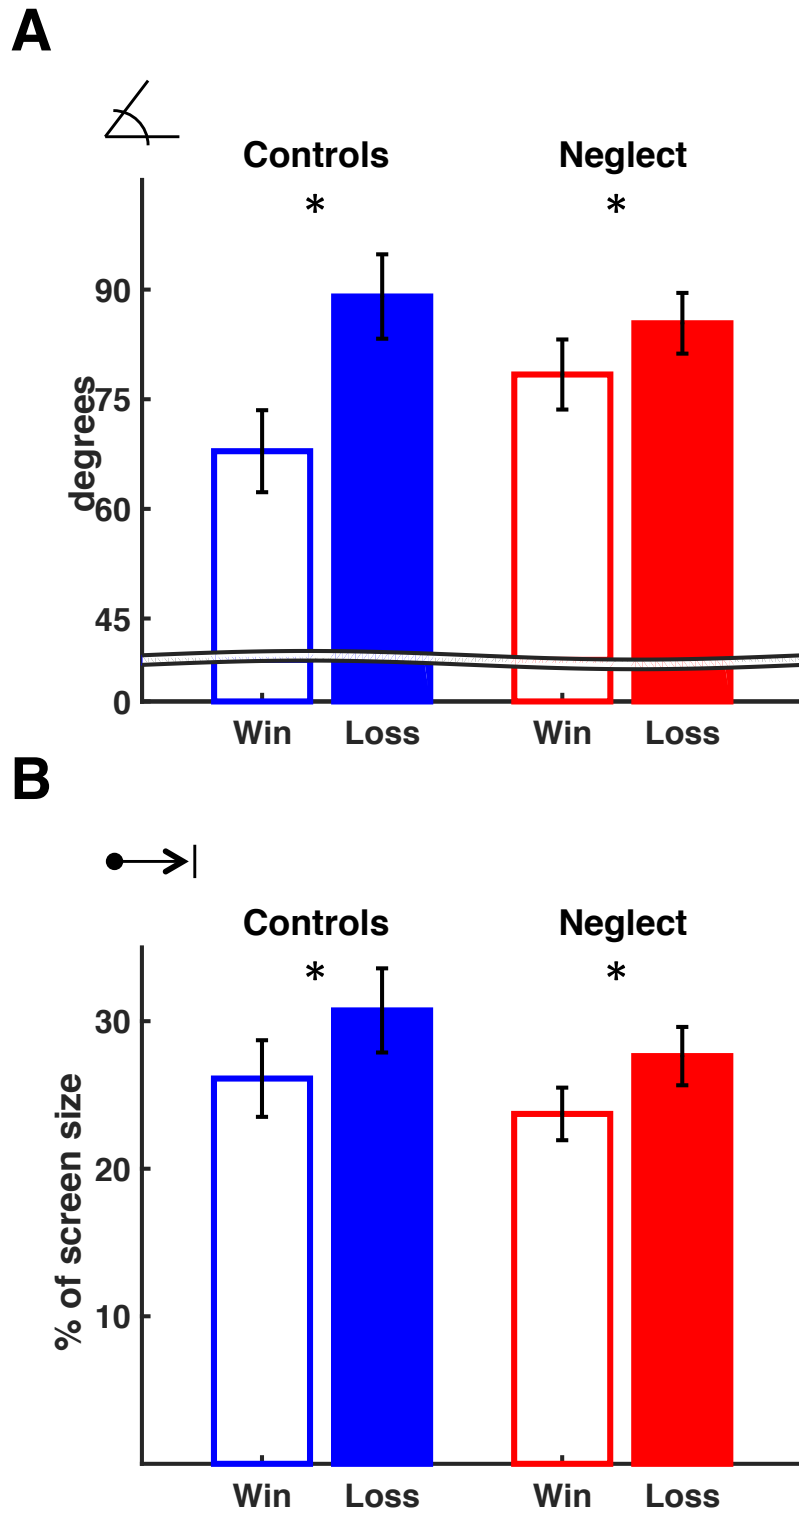 A
Controls Neglect
* *
90
75
60
45
0
degrees
Win Loss Win Loss
B
Controls Neglect
* *
30
20
10
% of screen size
Win Loss Win Loss